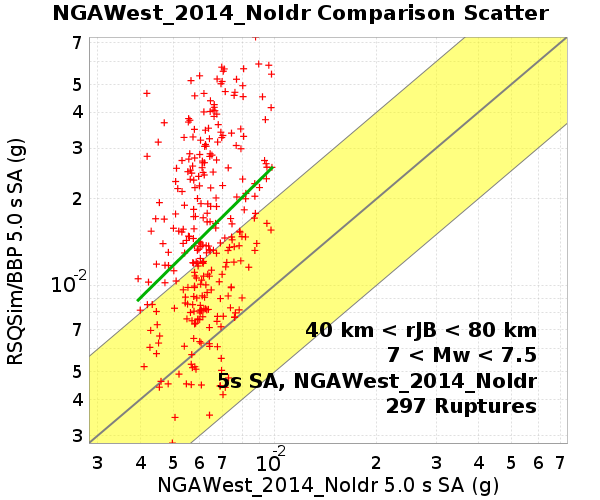 NGAWest_2014_NoIdr Comparison Scatter
RSQSim/BBP 5.0 s SA (g)
7
5
4
3
2
10-2
7
5
4
3
40 km < rJB < 80 km
7 < Mw < 7.5
5s SA, NGAWest_2014_NoIdr
297 Ruptures
3 4 5 6 7 10-2 2 3 4 5 6 7
NGAWest_2014_NoIdr 5.0 s SA (g)